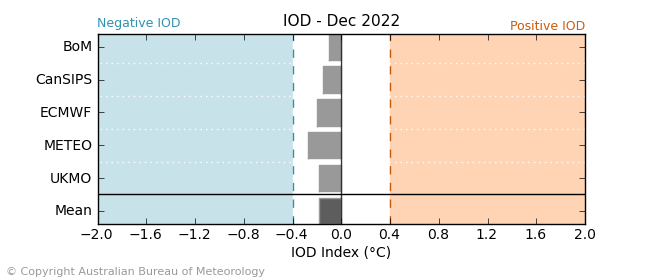 IOD - Dec 2022
Negative IOD
Positive IOD
BoM
CanSIPS
ECMWF
METEO
UKMO
Mean
−2.0 −1.6 −1.2 −0.8 −0.4 0.0 0.4 0.8 1.2 1.6 2.0
IOD Index (°C)
© Copyright Australian Bureau of Meteorology